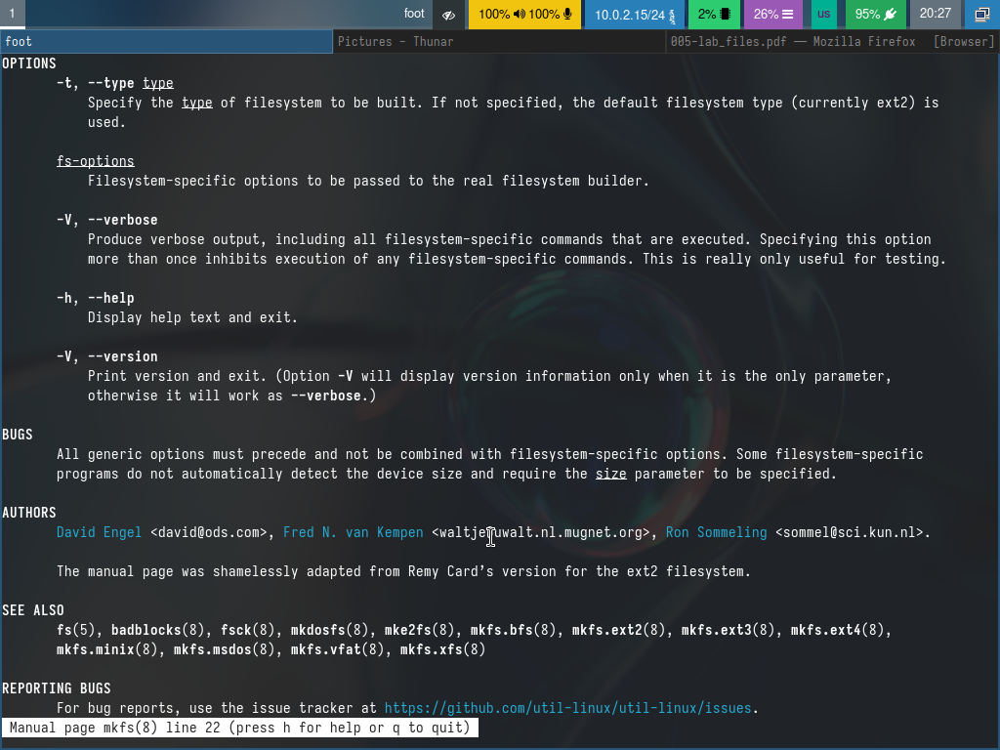 1 foot 100% 100% 10.0.2.15/24 2% 26% us 95% 20:27
foot Pictures - Thunar 005-lab_files.pdf — Mozilla Firefox [Browser]
OPTIONS
-t, --type type
Specify the type of filesystem to be built. If not specified, the default filesystem type (currently ext2) is
used.
fs-options
Filesystem-specific options to be passed to the real filesystem builder.
-V, --verbose
Produce verbose output, including all filesystem-specific commands that are executed. Specifying this option
more than once inhibits execution of any filesystem-specific commands. This is really only useful for testing.
-h, --help
Display help text and exit.
-V, --version
Print version and exit. (Option -V will display version information only when it is the only parameter,
otherwise it will work as --verbose.)
BUGS
All generic options must precede and not be combined with filesystem-specific options. Some filesystem-specific
programs do not automatically detect the device size and require the size parameter to be specified.
AUTHORS
David Engel <david@ods.com>, Fred N. van Kempen Ron Sommeling <sommel@sci.kun.nl>.
The manual page was shamelessly adapted from Remy Card’s version for the ext2 filesystem.
SEE ALSO
fs(5), badblocks(8), fsck(8), mkdosfs(8), mke2fs(8), mkfs.bfs(8), mkfs.ext2(8), mkfs.ext3(8), mkfs.ext4(8),
mkfs.minix(8), mkfs.msdos(8), mkfs.vfat(8), mkfs.xfs(8)
REPORTING BUGS
For bug reports, use the issue tracker at https://github.com/util-linux/util-linux/issues.
Manual page mkfs(8) line 22 (press h for help or q to quit)